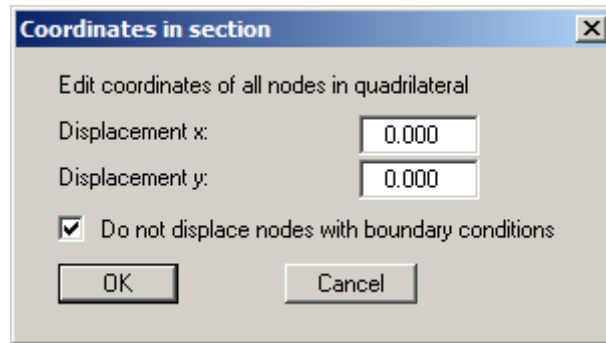 Coordinates in section
Edit coordinates of all nodes in quadrilateral
Displacement x: 0.000
Displacement y: 0.000
Do not displace nodes with boundary conditions
OK Cancel